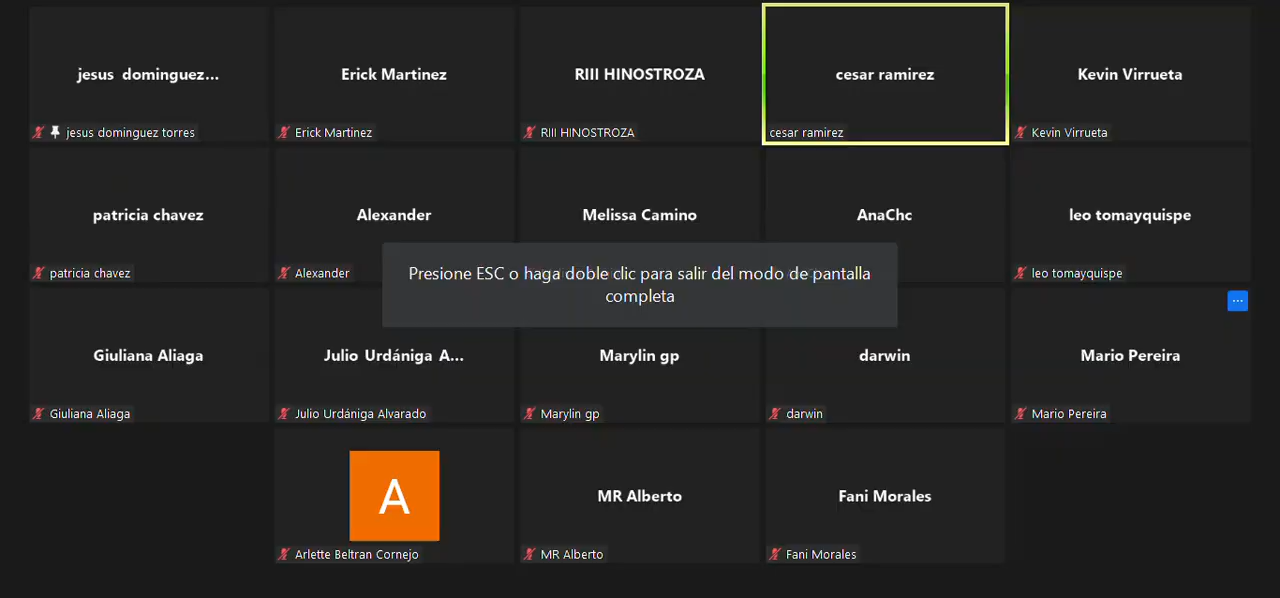 jesus dominguez...
Erick Martinez
RIII HINOSTROZA
cesar ramirez
Kevin Virrueta
jesus dominguez torres
Erick Martinez
RIII HINOSTROZA
cesar ramirez
Kevin Virrueta
patricia chavez
Alexander
Melissa Camino
AnaChc
leo tomayquispe
patricia chavez
Alexander
leo tomayquispe
Presione ESC o haga doble clic para salir del modo de pantalla
completa
Giuliana Aliaga
Julio Urdániga A...
Marylin gp
darwin
Mario Pereira
Giuliana Aliaga
Julio Urdániga Alvarado
Marylin gp
darwin
Mario Pereira
A
MR Alberto
Fani Morales
Arlette Beltran Cornejo
MR Alberto
Fani Morales